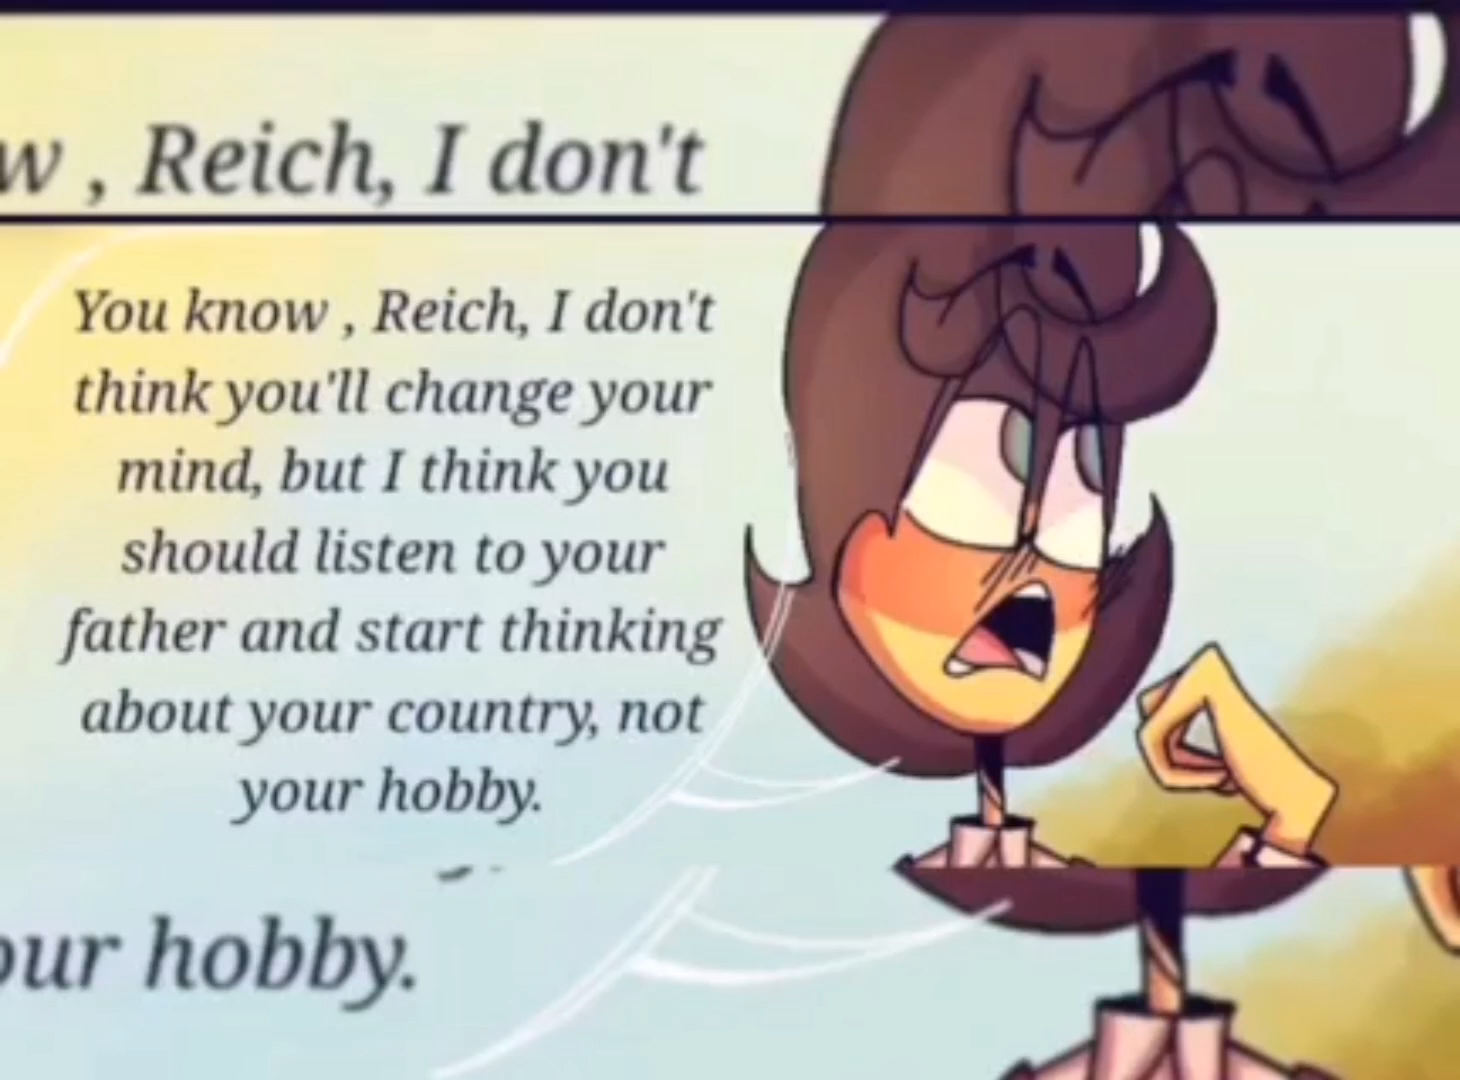 w , Reich, I don't
You know , Reich, I don't
think you'll change your
mind, but I think you
should listen to your
father and start thinking
about your country, not
your hobby.
our hobby.